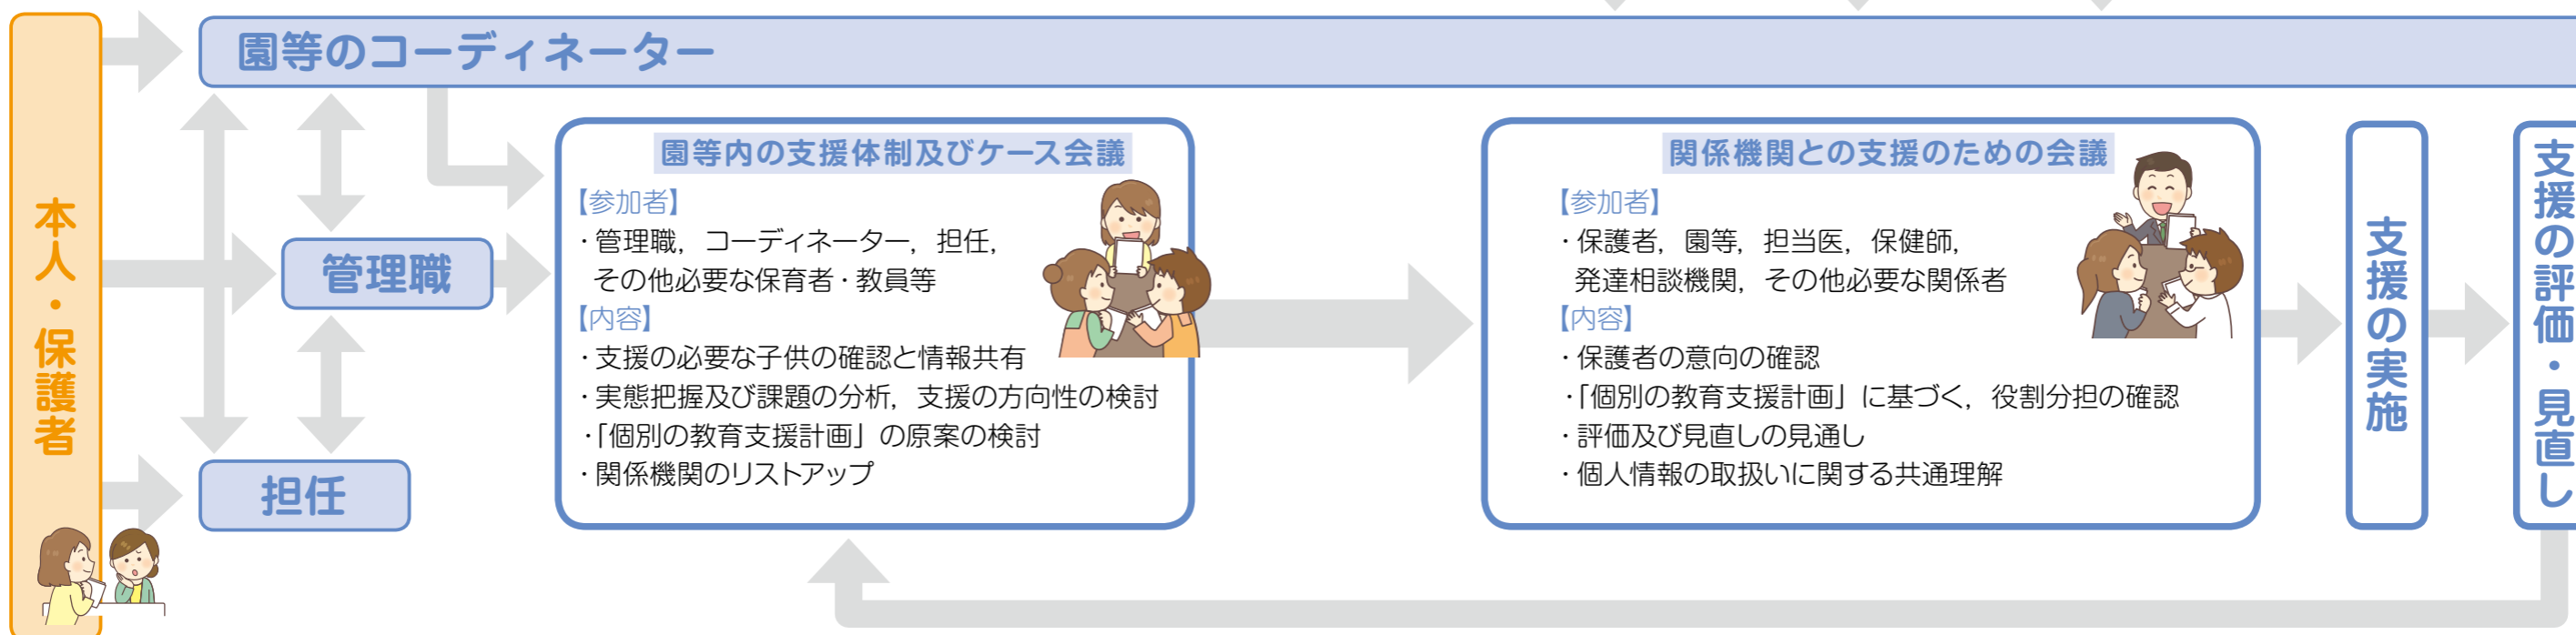 園等のコーディネーター
本人・保護者
管理職
担任
園等内の支援体制及びケース会議
【参加者】
・管理職，コーディネーター，担任，
その他必要な保育者・教員等
【内容】
・支援の必要な子供の確認と情報共有
・実態把握及び課題の分析，支援の方向性の検討
・「個別の教育支援計画」の原案の検討
・関係機関のリストアップ
関係機関との支援のための会議
【参加者】
・保護者，園等，担当医，保健師，
発達相談機関，その他必要な関係者
【内容】
・保護者の意向の確認
・「個別の教育支援計画」に基づく，役割分担の確認
・評価及び見直しの見通し
・個人情報の取扱いに関する共通理解
支援の実施
支援の評価・見直し